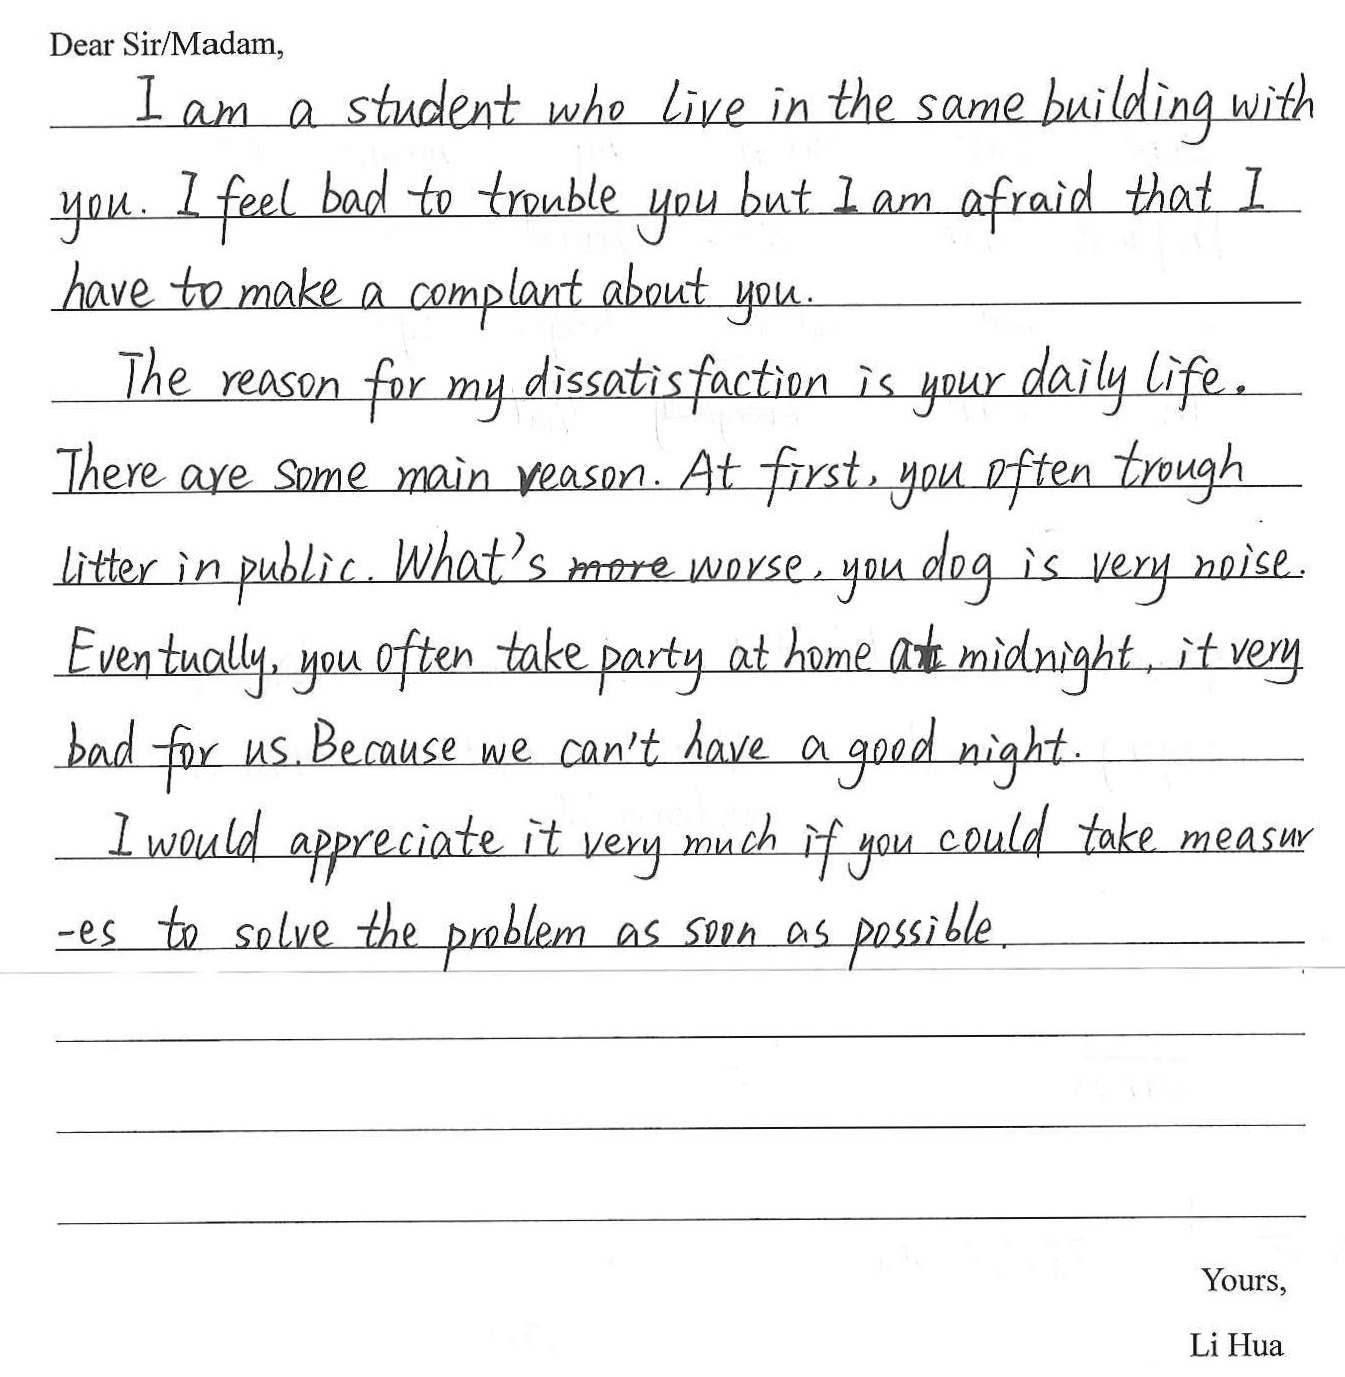 Dear Sir/Madam,
I am a student who live in the same building with
you. I feel bad to trouble you but I am afraid that I
have to make a complant about you.
The reason for my dissatisfaction is your daily life.
There are some main reason. At first, you often trough
litter in public. What's more worse, you dog is very noise.
Eventually, you often take party at home at midnight, it very
bad for us. Because we can't have a good night.
I would appreciate it very much if you could take measur
-es to solve the problem as soon as possible.
Yours,
Li Hua